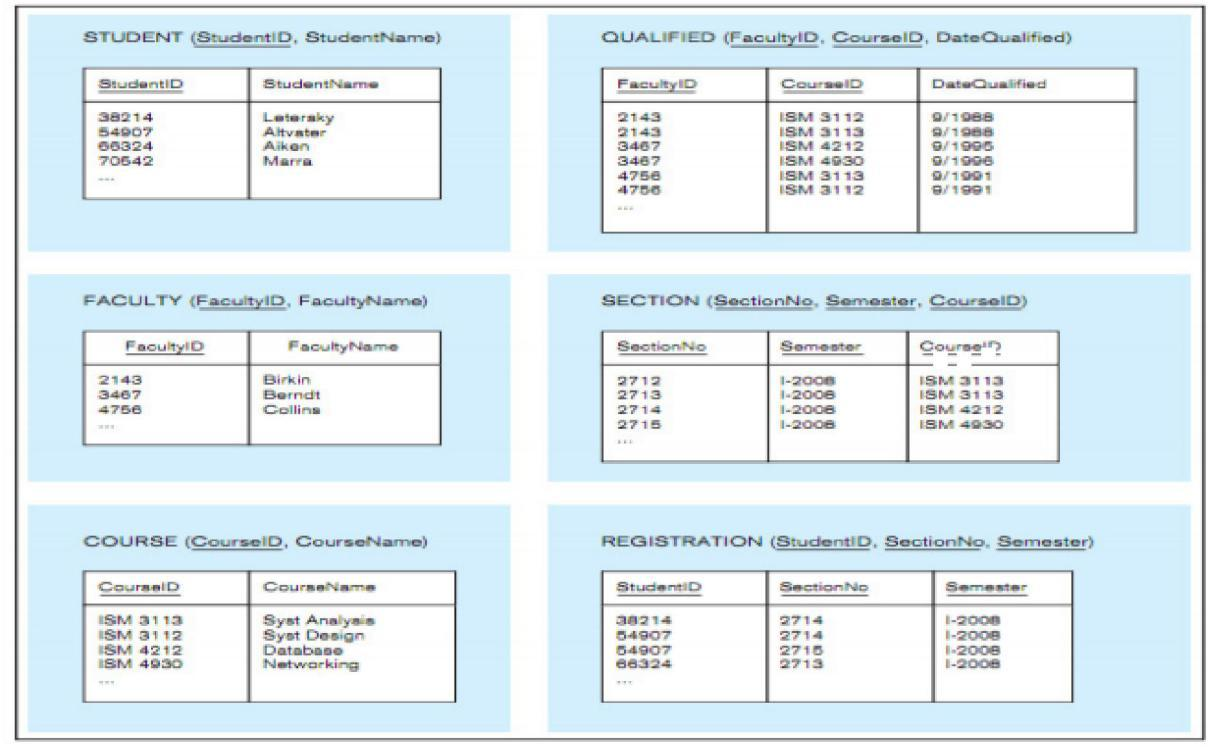 STUDENT (StudentID, StudentName)
StudentID StudentName
38214 Letersky
54907 Altvater
66324 Aiken
70542 Marra
...
QUALIFIED (FacultyID, CourseID, DateQualified)
FacultyID CourseID DateQualified
2143 ISM 3112 9/1988
2143 ISM 3113 9/1988
3467 ISM 4212 9/1995
3467 ISM 4930 9/1996
4756 ISM 3113 9/1991
4756 ISM 3112 9/1991
...
FACULTY (FacultyID, FacultyName)
FacultyID FacultyName
2143 Birkin
3467 Berndt
4756 Collins
...
SECTION (SectionNo, Semester, CourseID)
SectionNo Semester CourseID
2712 I-2008 ISM 3113
2713 I-2008 ISM 3113
2714 I-2008 ISM 4212
2715 I-2008 ISM 4930
...
COURSE (CourseID, CourseName)
CourseID CourseName
ISM 3113 Syst Analysis
ISM 3112 Syst Design
ISM 4212 Database
ISM 4930 Networking
...
REGISTRATION (StudentID, SectionNo, Semester)
StudentID SectionNo Semester
38214 2714 I-2008
54907 2714 I-2008
54907 2715 I-2008
66324 2713 I-2008
...